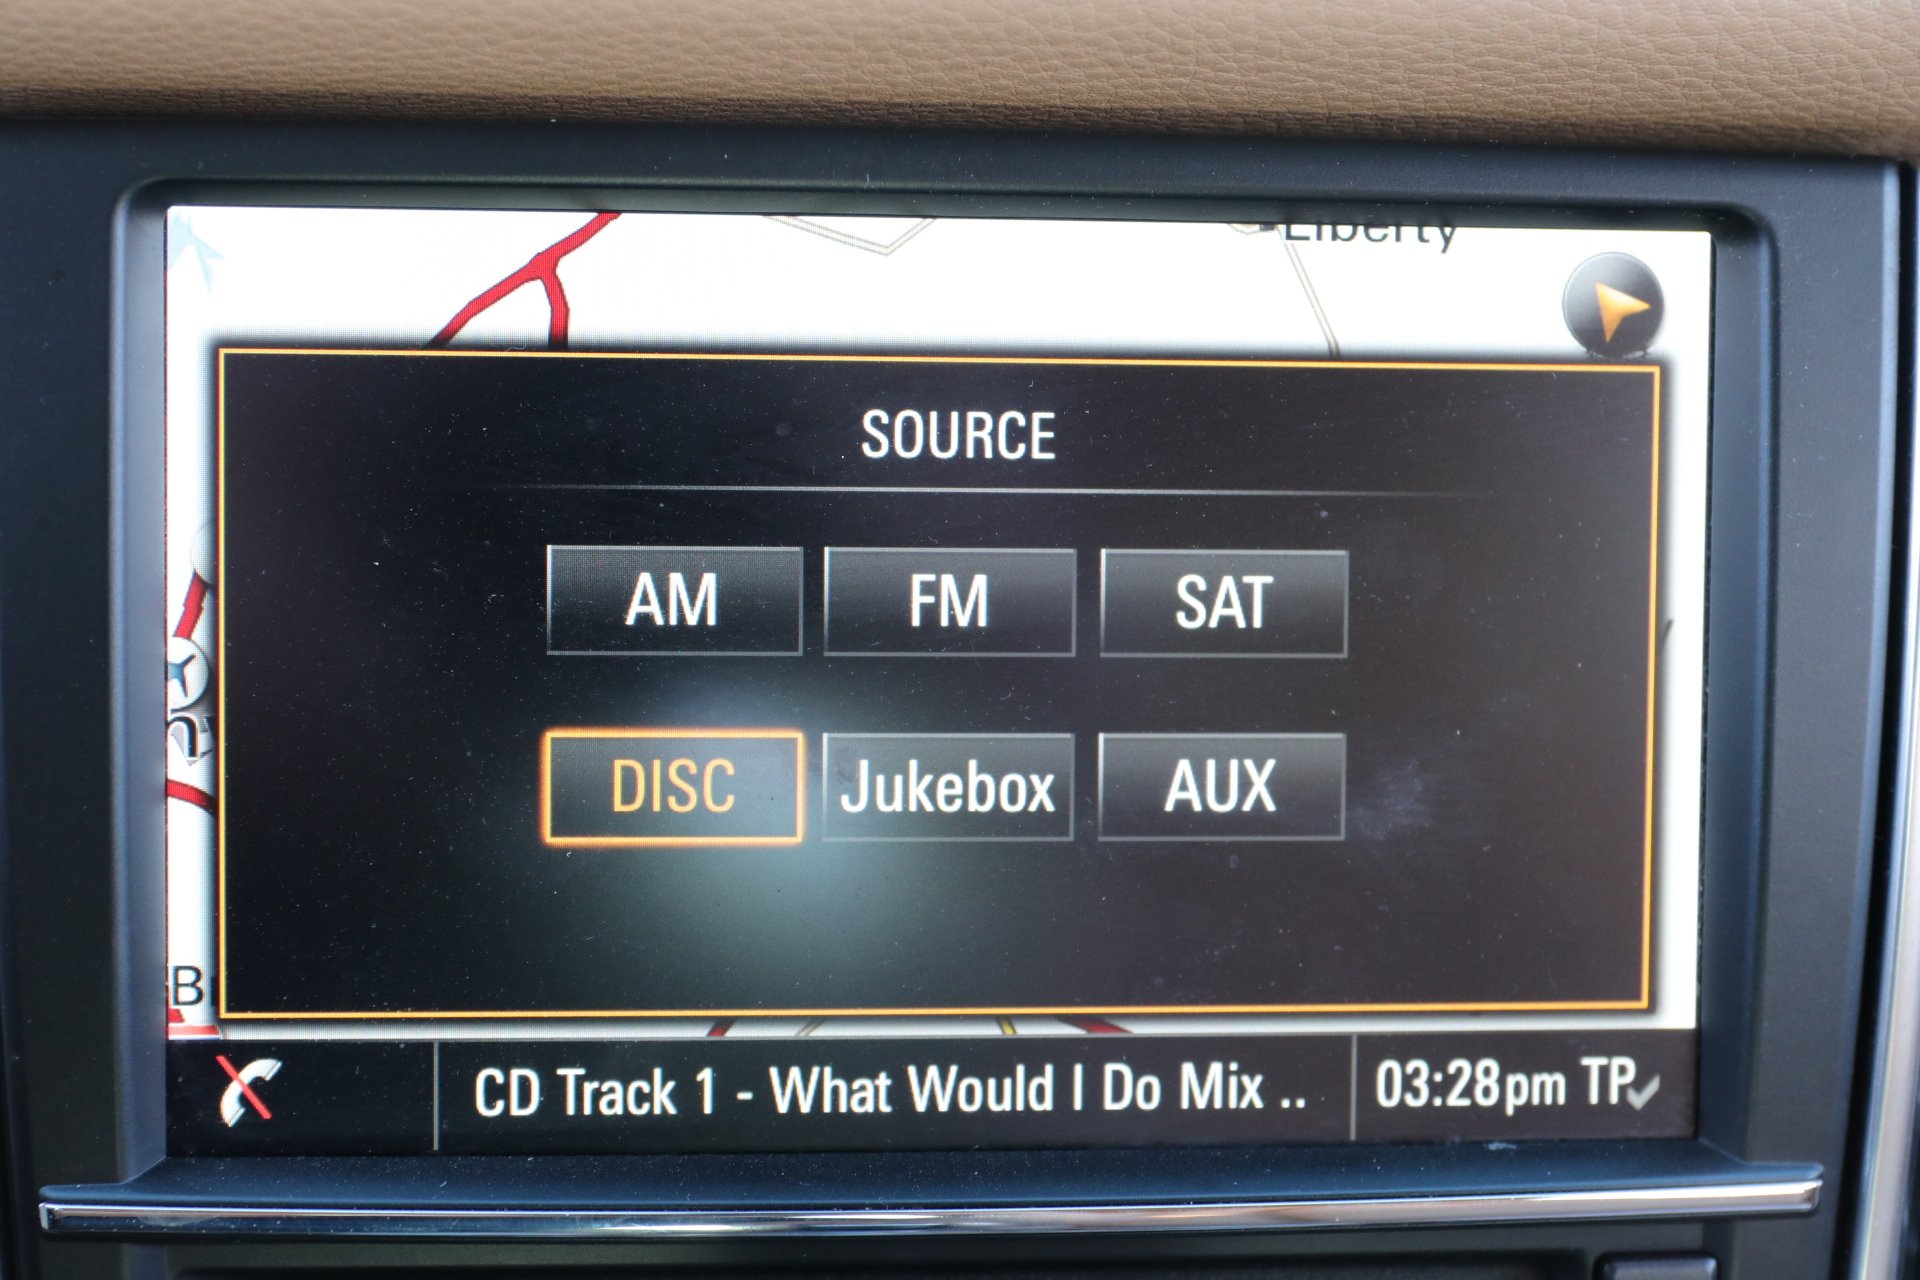 Liberty
SOURCE
AM FM SAT
DISC Jukebox AUX
CD Track 1 - What Would I Do Mix ..
03:28pm TP